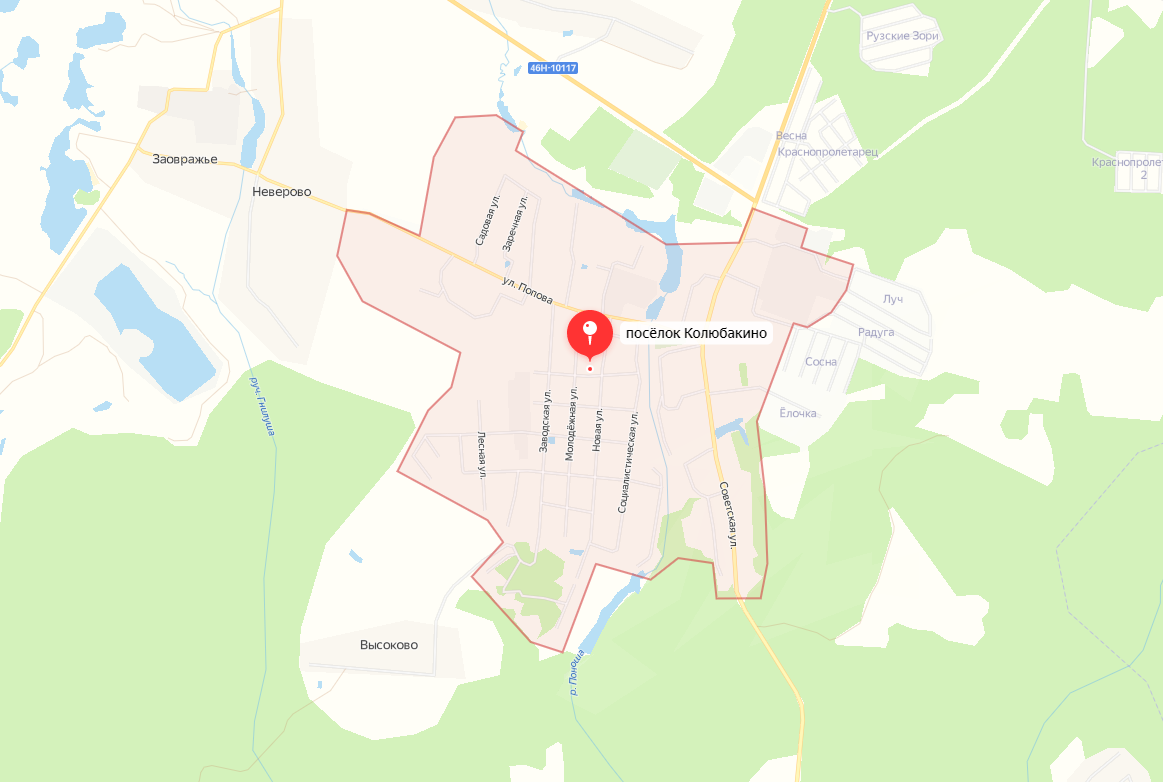 Рузские Зори
46Н-10117
Весна
Краснопролетарец
Заовражье
Краснопролет
2
Неверово
Садовая ул.
Заречная ул.
ул. Попова
Луч
посёлок Колюбакино
Радуга
Сосна
руч. Гнилуша
Ёлочка
Заводская ул.
Молодёжная ул.
Новая ул.
Социалистическая ул.
Лесная ул.
Советская ул.
Высоково
р. Поноша